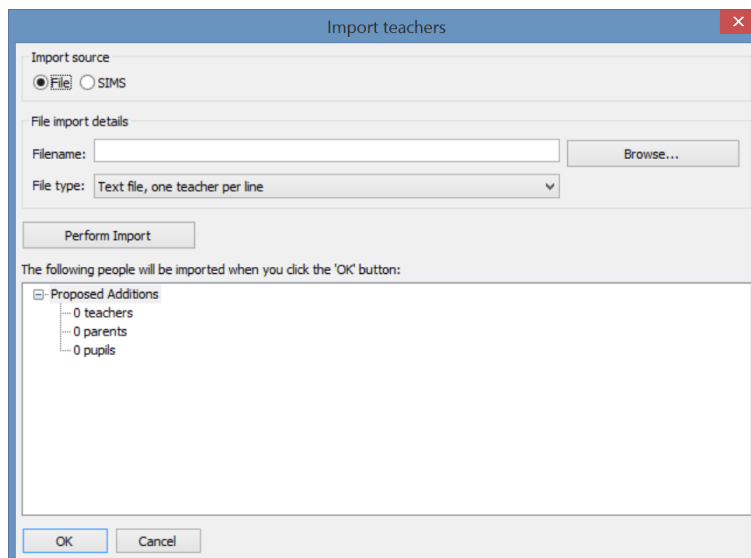 Import teachers
Import source
File SIMS
File import details
Filename: Browse...
File type: Text file, one teacher per line
Perform Import
The following people will be imported when you click the 'OK' button:
Proposed Additions
0 teachers
0 parents
0 pupils
OK Cancel